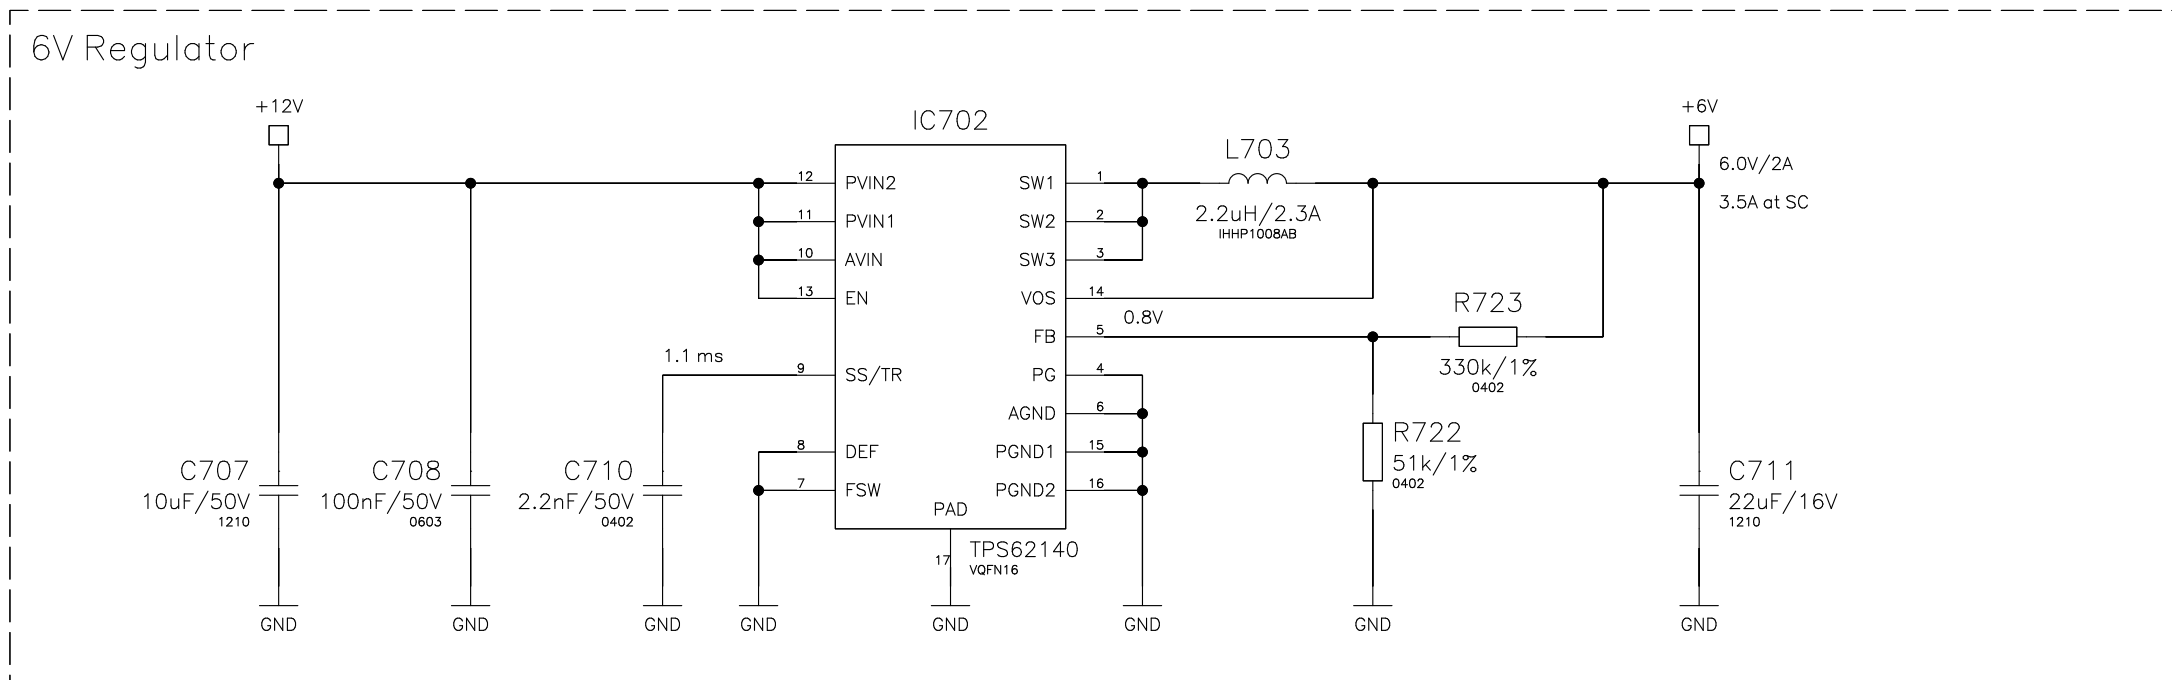 6V Regulator
+12V
+6V
IC702
6.0V/2A
3.5A at SC
L703
2.2uH/2.3A
IHHP1008AB
12 PVIN2
11 PVIN1
10 AVIN
13 EN
1.1 ms
9 SS/TR
8 DEF
7 FSW
SW1 1
SW2 2
SW3 3
VOS 14
0.8V
FB 5
PG 4
AGND 6
PGND1 15
PGND2 16
PAD
17
TPS62140
VQFN16
R723
330k/1%
0402
R722
51k/1%
0402
C707
10uF/50V
1210
C708
100nF/50V
0603
C710
2.2nF/50V
0402
C711
22uF/16V
1210
GND
GND
GND
GND
GND
GND
GND
GND